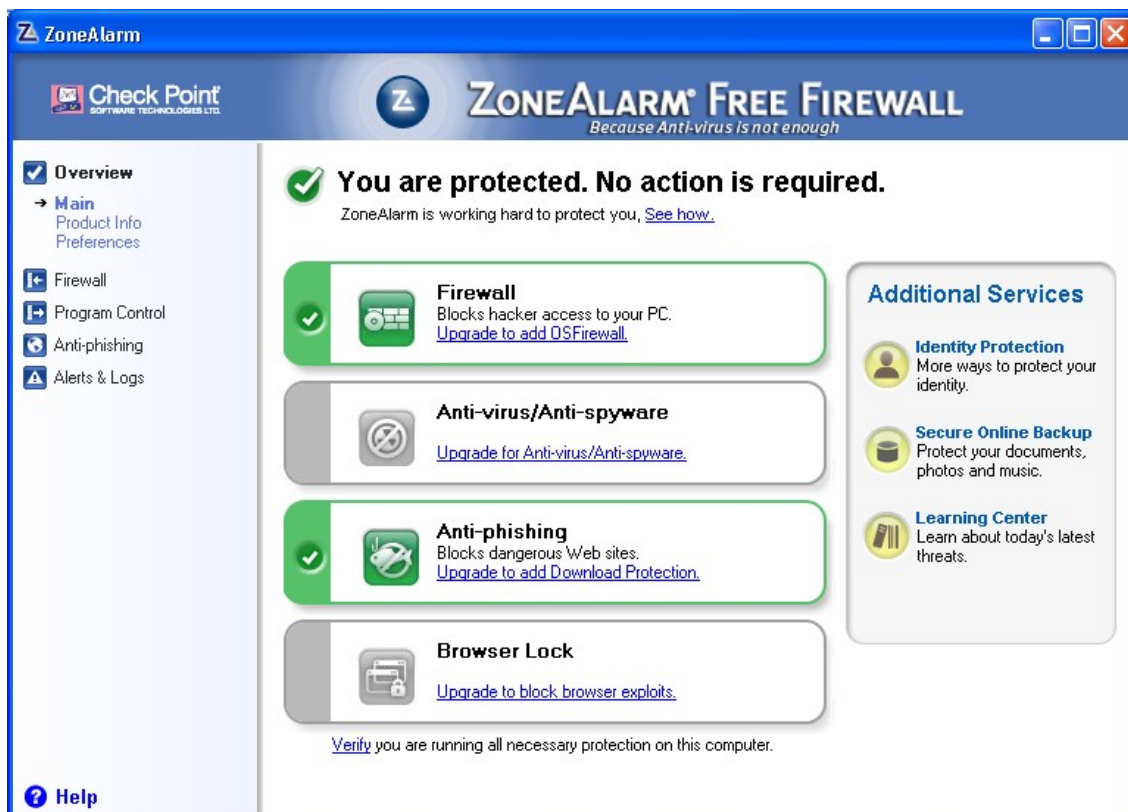 ZoneAlarm
Check Point
SOFTWARE TECHNOLOGIES LTD.
ZONEALARM® FREE FIREWALL
Because Anti-virus is not enough
Overview
Main
Product Info
Preferences
Firewall
Program Control
Anti-phishing
Alerts & Logs
Help
You are protected. No action is required.
ZoneAlarm is working hard to protect you, See how.
Firewall
Blocks hacker access to your PC.
Upgrade to add OSFirewall.
Anti-virus/Anti-spyware
Upgrade for Anti-virus/Anti-spyware.
Anti-phishing
Blocks dangerous Web sites.
Upgrade to add Download Protection.
Browser Lock
Upgrade to block browser exploits.
Verify you are running all necessary protection on this computer.
Additional Services
Identity Protection
More ways to protect your
identity.
Secure Online Backup
Protect your documents,
photos and music.
Learning Center
Learn about today's latest
threats.